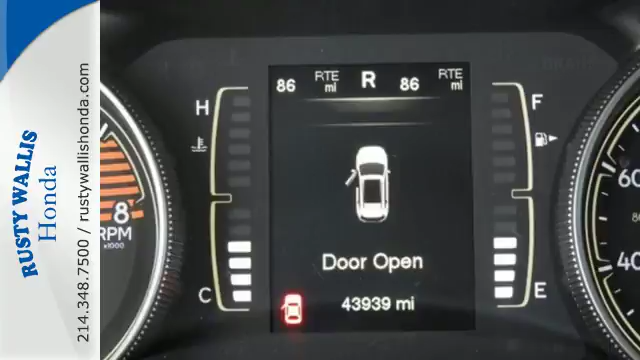 RUSTY WALLIS
Honda
214.348.7500 / rustywallishonda.com
8
RPM
x1000
H
C
86 RTE mi R 86 RTE mi
Door Open
43939 mi
F
E
60
40